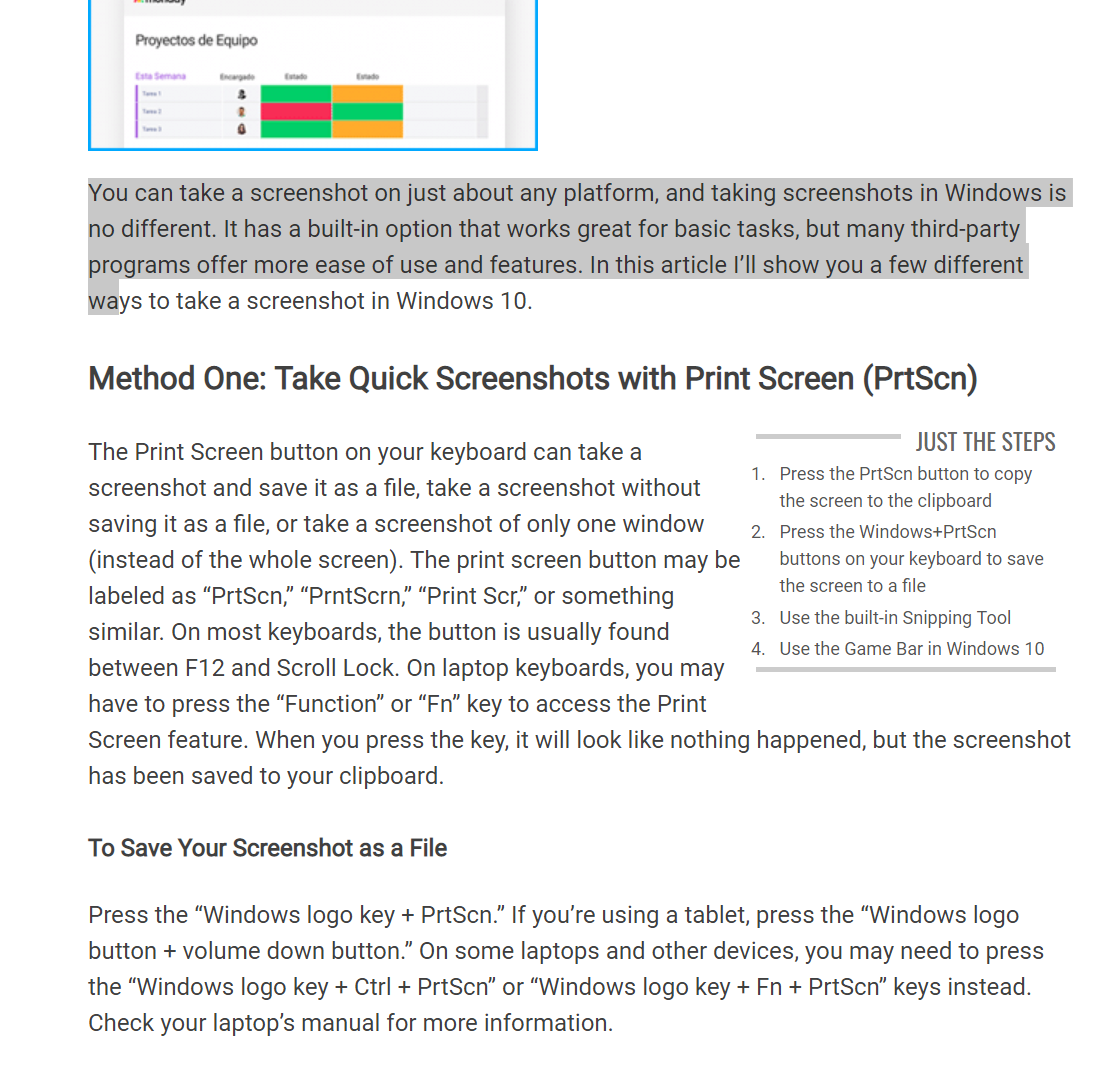 monday
Proyectos de Equipo
Esta Semana Encargado Estado Estado
Tarea 1
Tarea 2
Tarea 3
You can take a screenshot on just about any platform, and taking screenshots in Windows is
no different. It has a built-in option that works great for basic tasks, but many third-party
programs offer more ease of use and features. In this article I’ll show you a few different
ways to take a screenshot in Windows 10.
Method One: Take Quick Screenshots with Print Screen (PrtScn)
The Print Screen button on your keyboard can take a
screenshot and save it as a file, take a screenshot without
saving it as a file, or take a screenshot of only one window
(instead of the whole screen). The print screen button may be
labeled as “PrtScn,” “PrntScrn,” “Print Scr,” or something
similar. On most keyboards, the button is usually found
between F12 and Scroll Lock. On laptop keyboards, you may
have to press the “Function” or “Fn” key to access the Print
Screen feature. When you press the key, it will look like nothing happened, but the screenshot
has been saved to your clipboard.
JUST THE STEPS
1. Press the PrtScn button to copy
the screen to the clipboard
2. Press the Windows+PrtScn
buttons on your keyboard to save
the screen to a file
3. Use the built-in Snipping Tool
4. Use the Game Bar in Windows 10
To Save Your Screenshot as a File
Press the “Windows logo key + PrtScn.” If you’re using a tablet, press the “Windows logo
button + volume down button.” On some laptops and other devices, you may need to press
the “Windows logo key + Ctrl + PrtScn” or “Windows logo key + Fn + PrtScn” keys instead.
Check your laptop’s manual for more information.